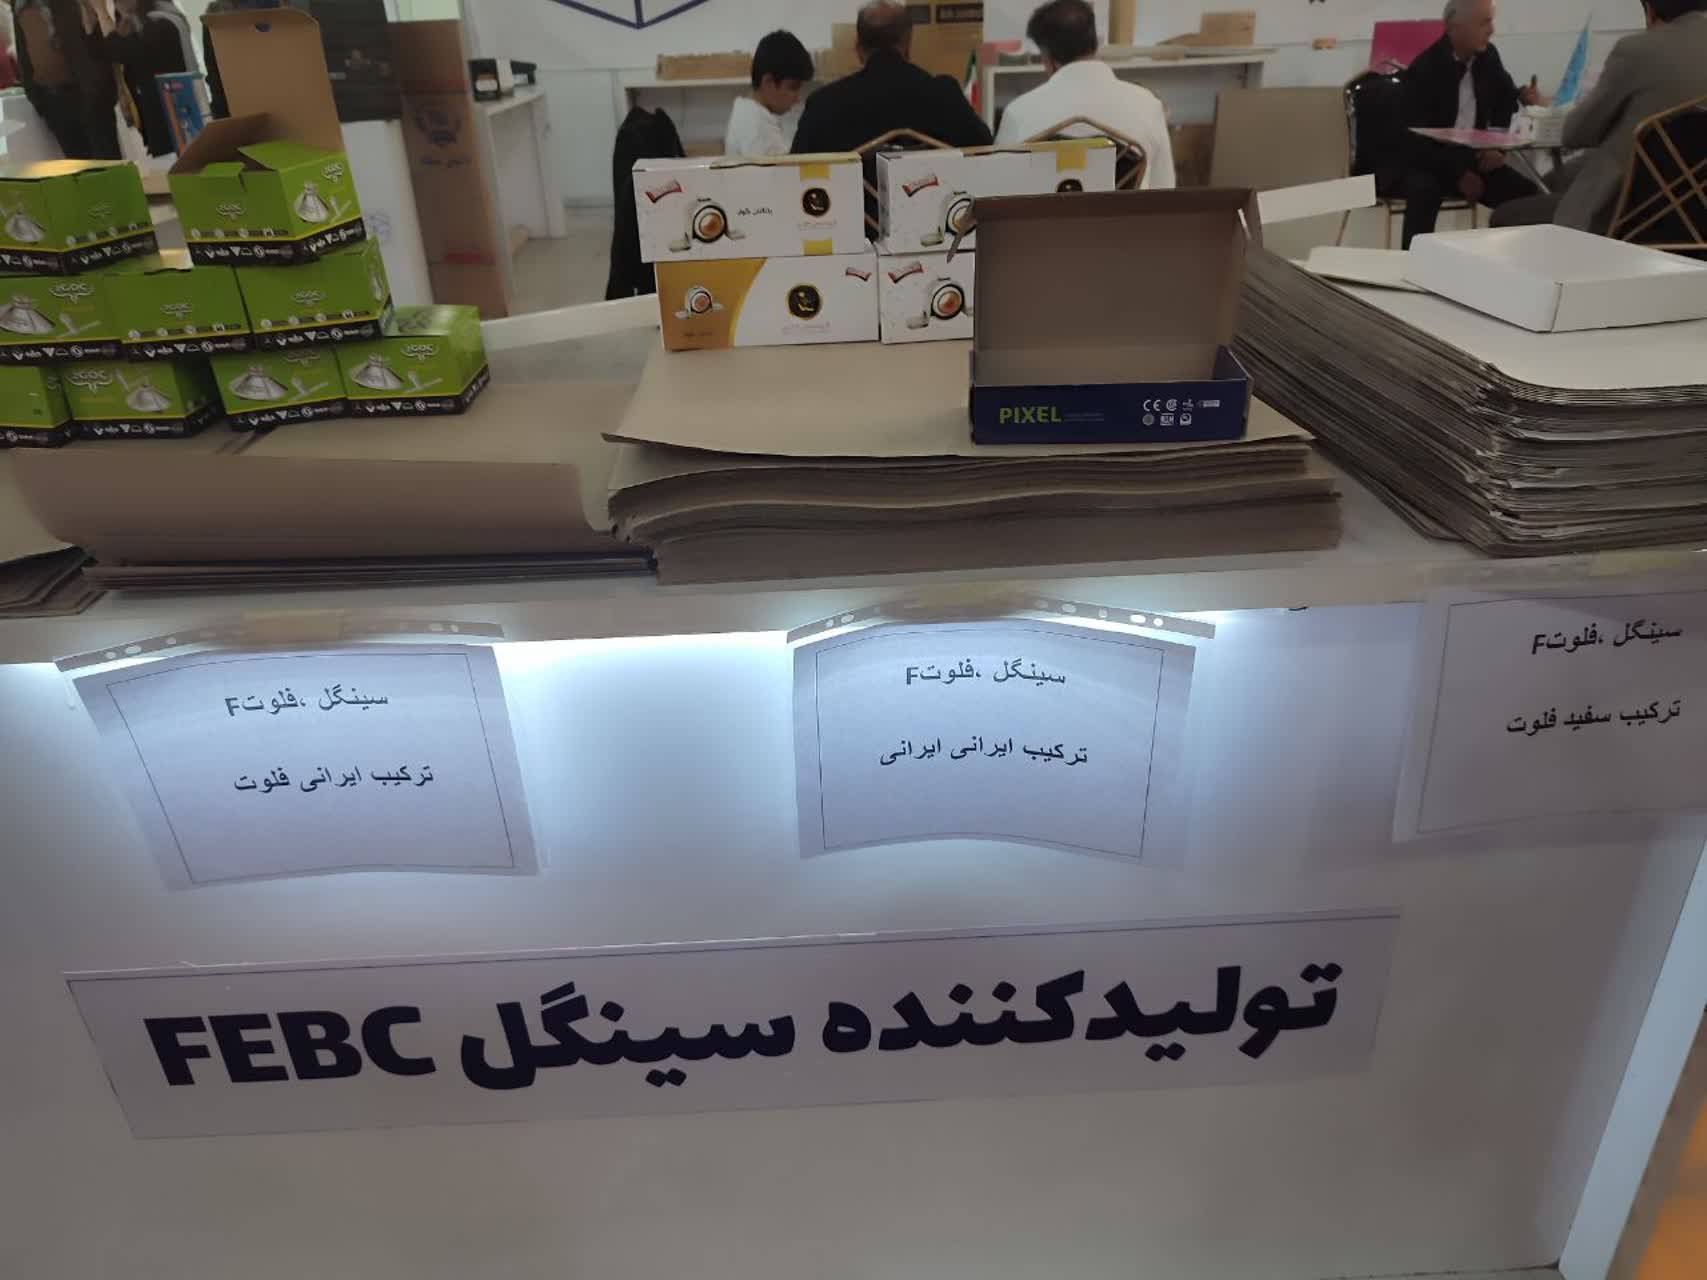 PIXEL
CE
سینگل ،فلوتF
ترکیب ایرانی فلوت
سینگل ،فلوتF
ترکیب ایرانی ایرانی
سینگل ،فلوتF
ترکیب سفید فلوت
تولیدکننده سینگل FEBC